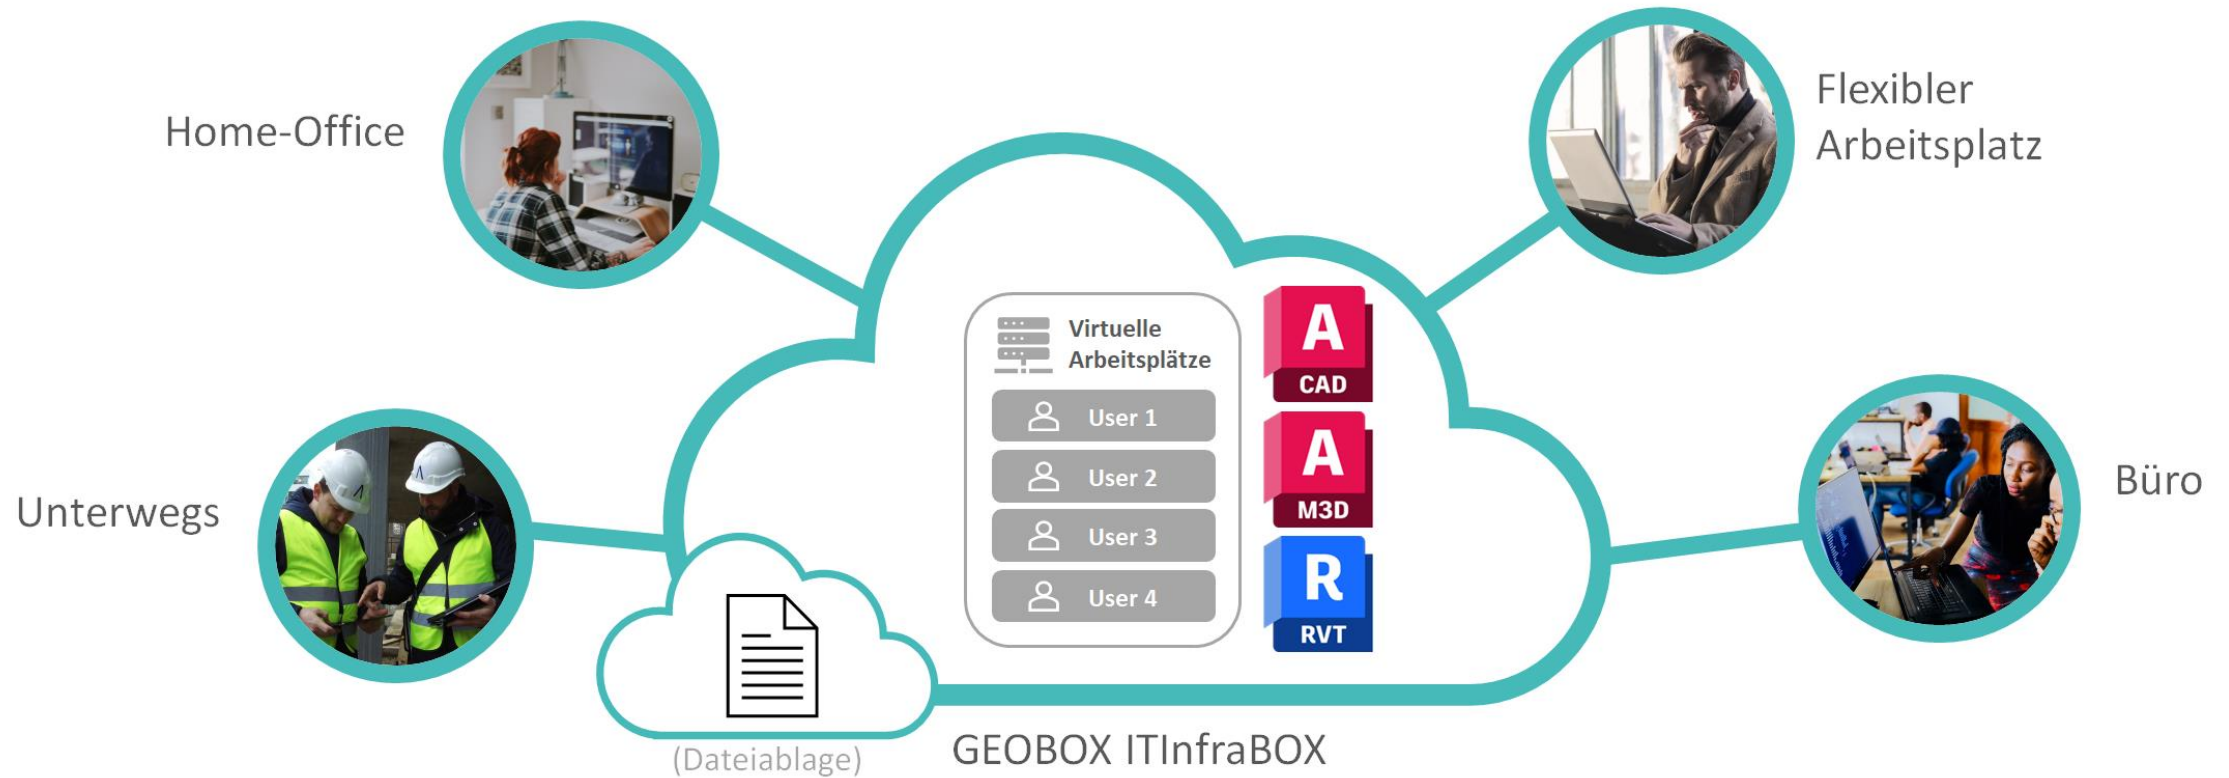 Home-Office
Flexibler
Arbeitsplatz
Unterwegs
Büro
Virtuelle
Arbeitsplätze
User 1
User 2
User 3
User 4
A
CAD
A
M3D
R
RVT
(Dateiablage)
GEOBOX ITInfraBOX